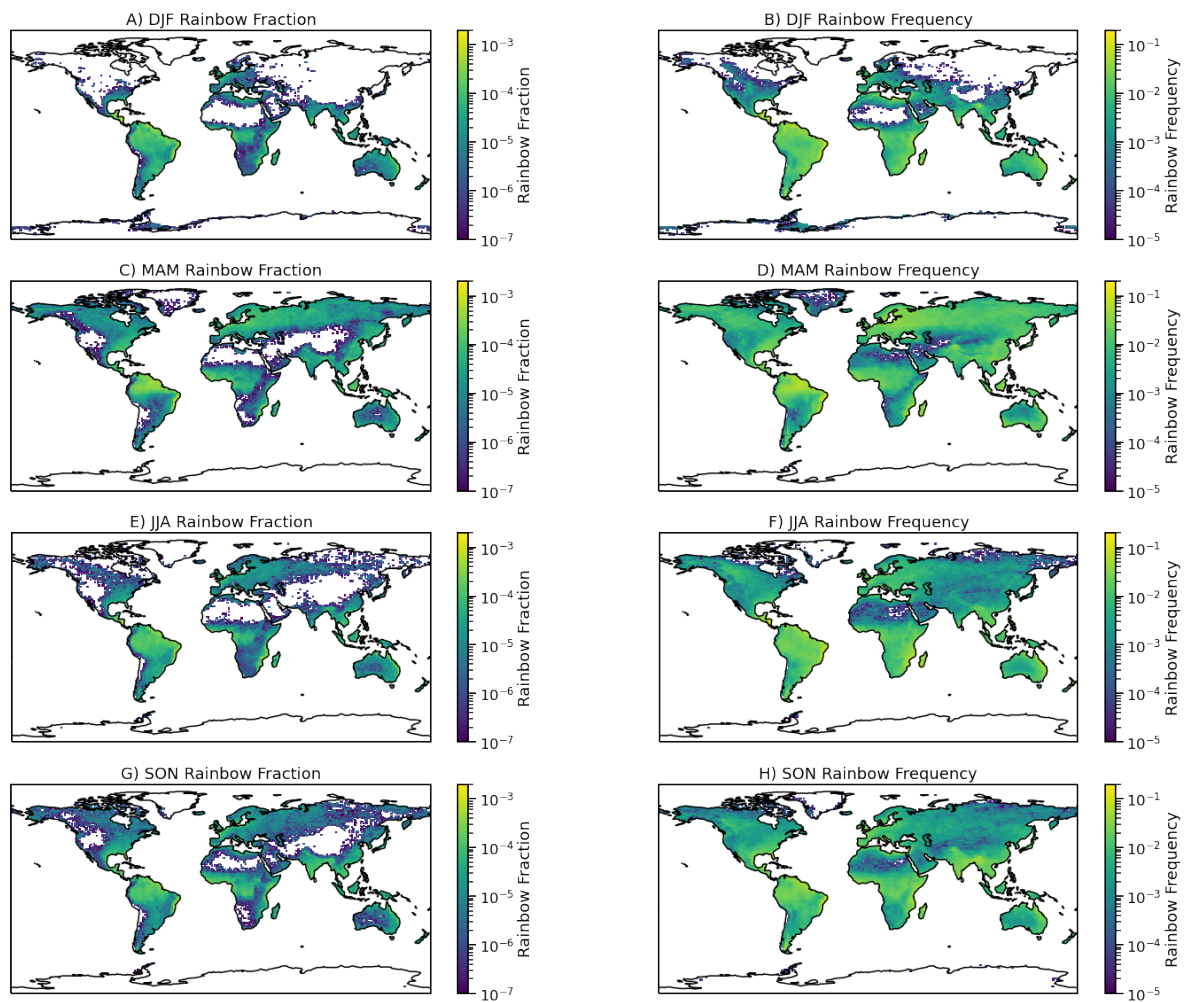 A) DJF Rainbow Fraction
10⁻³
10⁻⁴
10⁻⁵
10⁻⁶
10⁻⁷
Rainbow Fraction
B) DJF Rainbow Frequency
10⁻¹
10⁻²
10⁻³
10⁻⁴
10⁻⁵
Rainbow Frequency
C) MAM Rainbow Fraction
10⁻³
10⁻⁴
10⁻⁵
10⁻⁶
10⁻⁷
Rainbow Fraction
D) MAM Rainbow Frequency
10⁻¹
10⁻²
10⁻³
10⁻⁴
10⁻⁵
Rainbow Frequency
E) JJA Rainbow Fraction
10⁻³
10⁻⁴
10⁻⁵
10⁻⁶
10⁻⁷
Rainbow Fraction
F) JJA Rainbow Frequency
10⁻¹
10⁻²
10⁻³
10⁻⁴
10⁻⁵
Rainbow Frequency
G) SON Rainbow Fraction
10⁻³
10⁻⁴
10⁻⁵
10⁻⁶
10⁻⁷
Rainbow Fraction
H) SON Rainbow Frequency
10⁻¹
10⁻²
10⁻³
10⁻⁴
10⁻⁵
Rainbow Frequency